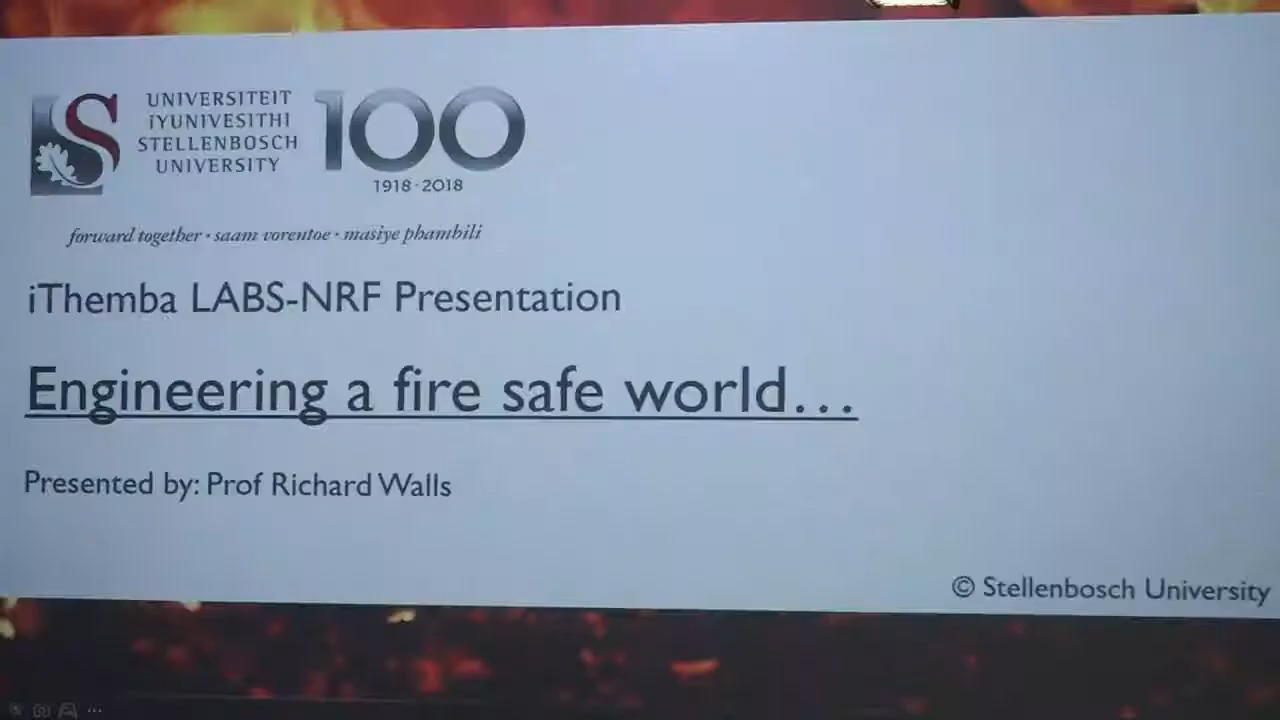 UNIVERSITEIT
iYUNIVESITHI
STELLENBOSCH
UNIVERSITY
100
1918 · 2018
forward together · saam vorentoe · masiye phambili
iThemba LABS-NRF Presentation
Engineering a fire safe world...
Presented by: Prof Richard Walls
© Stellenbosch University